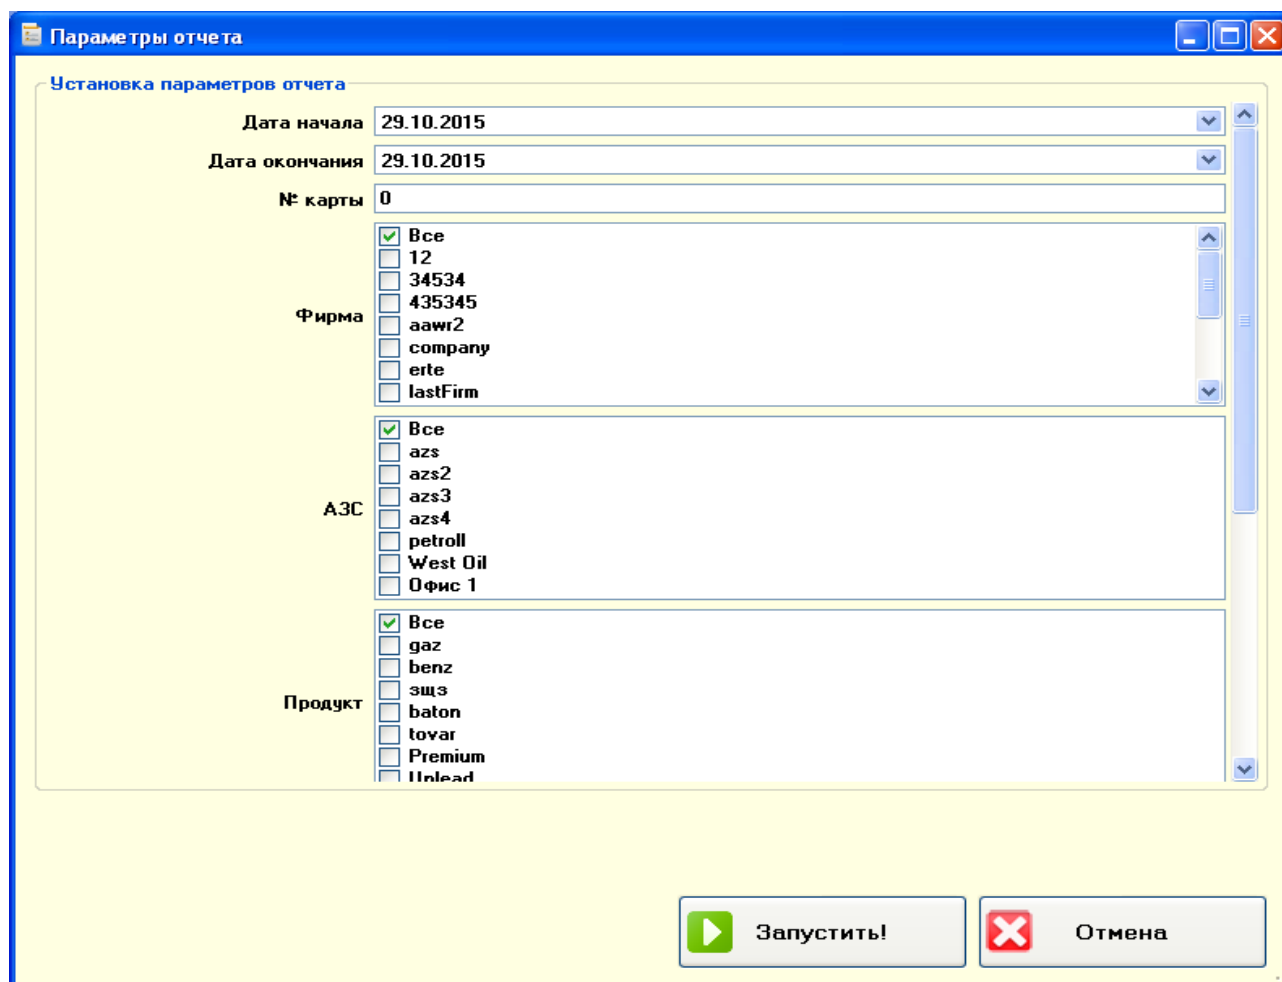 Параметры отчета
Установка параметров отчета
Дата начала 29.10.2015
Дата окончания 29.10.2015
№ карты 0
Фирма
Все
12
34534
435345
aawr2
company
erte
lastFirm
АЗС
Все
azs
azs2
azs3
azs4
petroll
West Oil
Офис 1
Продукт
Все
gaz
benz
зщз
baton
tovar
Premium
Unlead
Запустить!
Отмена